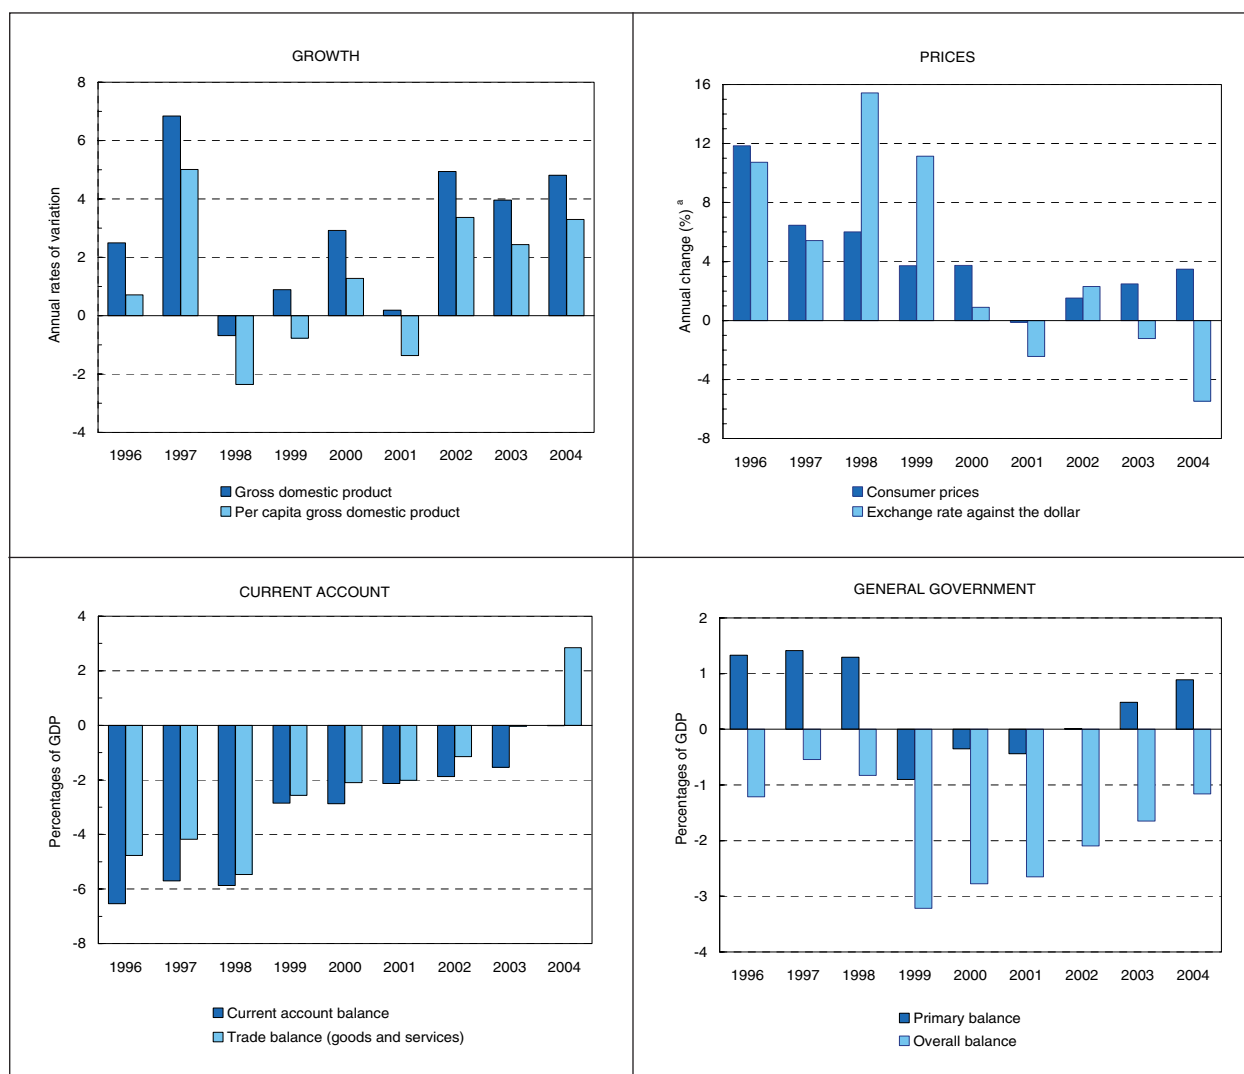 GROWTH
8
6
4
2
0
-2
-4
Annual rates of variation
1996 1997 1998 1999 2000 2001 2002 2003 2004
Gross domestic product
Per capita gross domestic product
PRICES
16
12
8
4
0
-4
-8
Annual change (%) a
1996 1997 1998 1999 2000 2001 2002 2003 2004
Consumer prices
Exchange rate against the dollar
CURRENT ACCOUNT
4
2
0
-2
-4
-6
-8
Percentages of GDP
1996 1997 1998 1999 2000 2001 2002 2003 2004
Current account balance
Trade balance (goods and services)
GENERAL GOVERNMENT
2
1
0
-1
-2
-3
-4
Percentages of GDP
1996 1997 1998 1999 2000 2001 2002 2003 2004
Primary balance
Overall balance